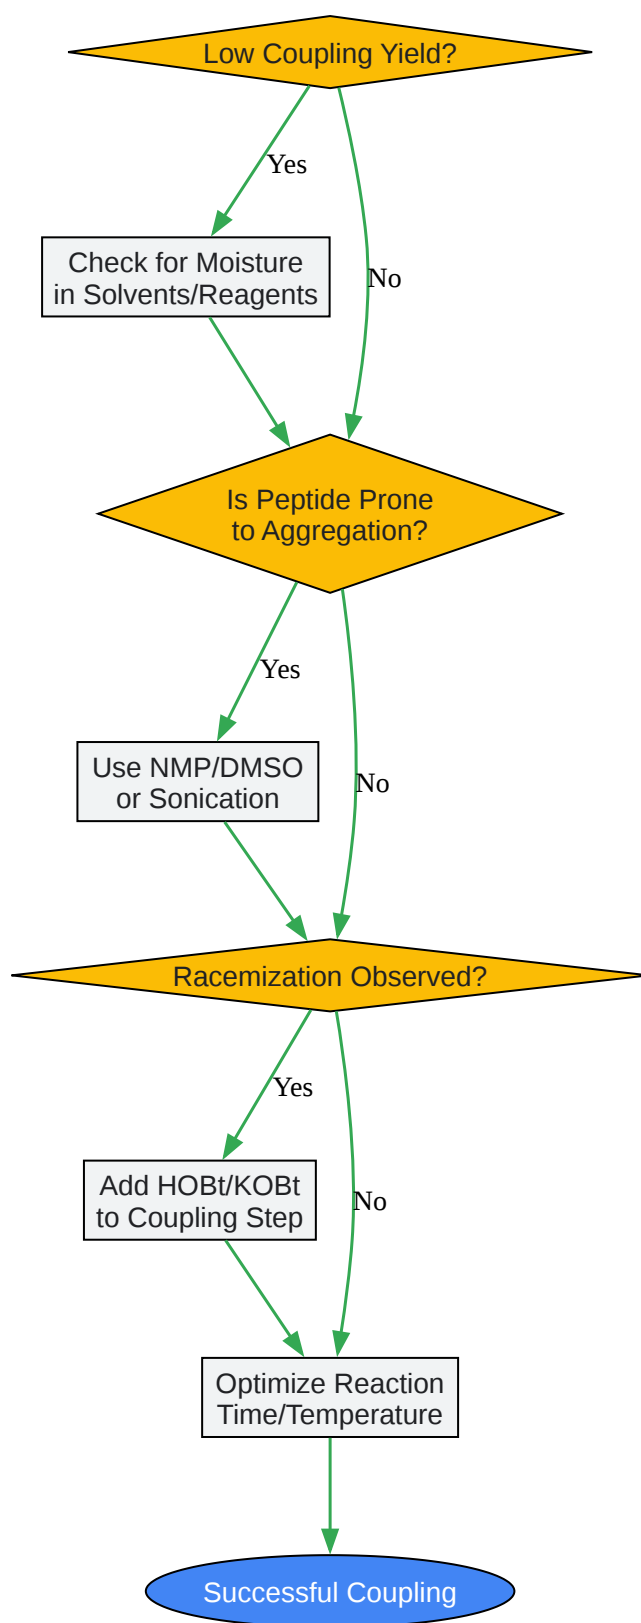 Low Coupling Yield?
Yes
Check for Moisture
in Solvents/Reagents
No
Is Peptide Prone
to Aggregation?
Yes
Use NMP/DMSO
or Sonication
No
Racemization Observed?
Yes
Add HOBt/KOBt
to Coupling Step
No
Optimize Reaction
Time/Temperature
Successful Coupling